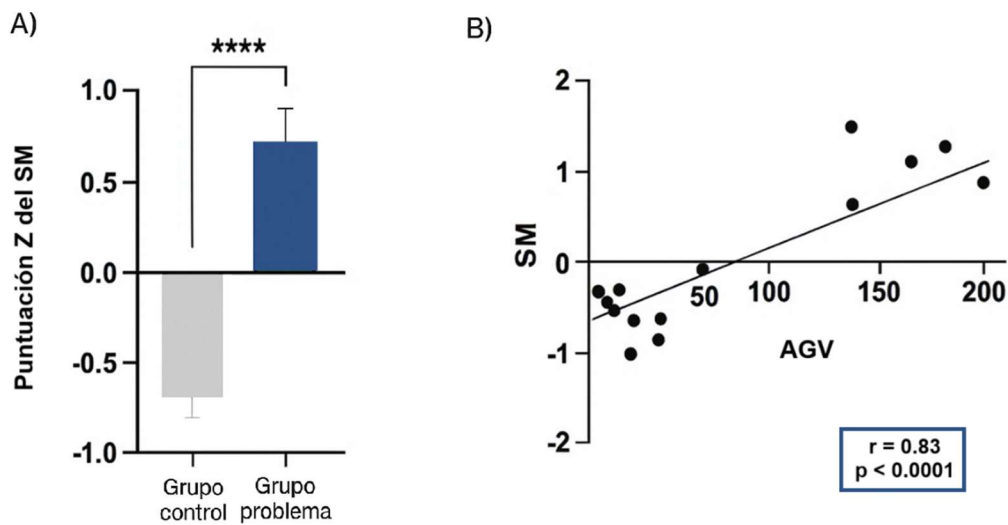 A)
****
1.0
0.5
0.0
-0.5
-1.0
Puntuación Z del SM
Grupo
control
Grupo
problema
B)
2
1
0
-1
-2
SM
50
100
150
200
AGV
r = 0.83
p < 0.0001